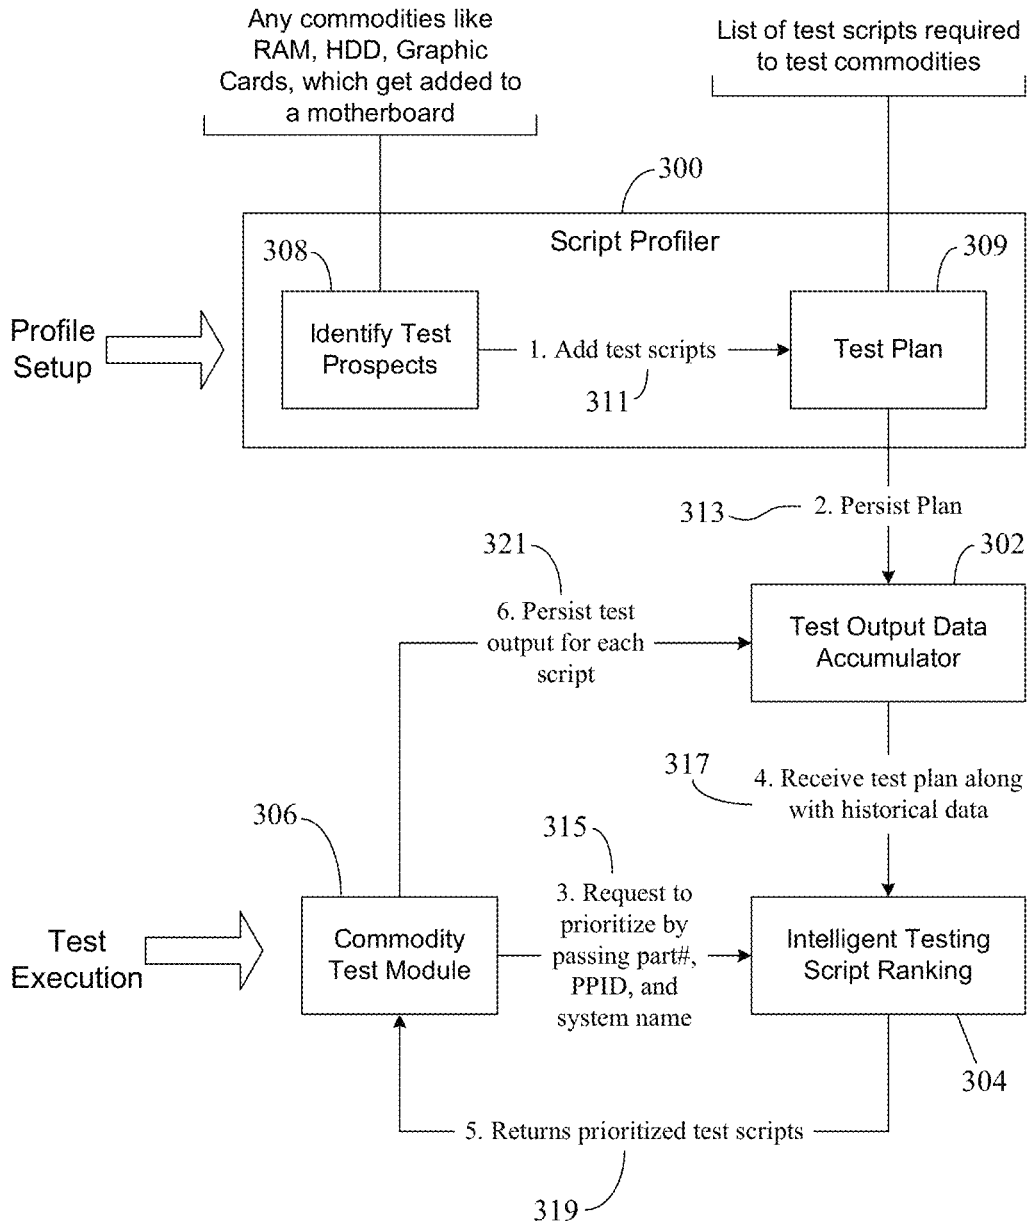 Any commodities like
RAM, HDD, Graphic
Cards, which get added to
a motherboard
List of test scripts required
to test commodities
300
Script Profiler
308
309
Profile
Setup
Identify Test
Prospects
1. Add test scripts
311
Test Plan
313
2. Persist Plan
321
302
6. Persist test
output for each
script
Test Output Data
Accumulator
317
4. Receive test plan along
with historical data
306
315
Test
Execution
Commodity
Test Module
3. Request to
prioritize by
passing part#,
PPID, and
system name
Intelligent Testing
Script Ranking
304
5. Returns prioritized test scripts
319